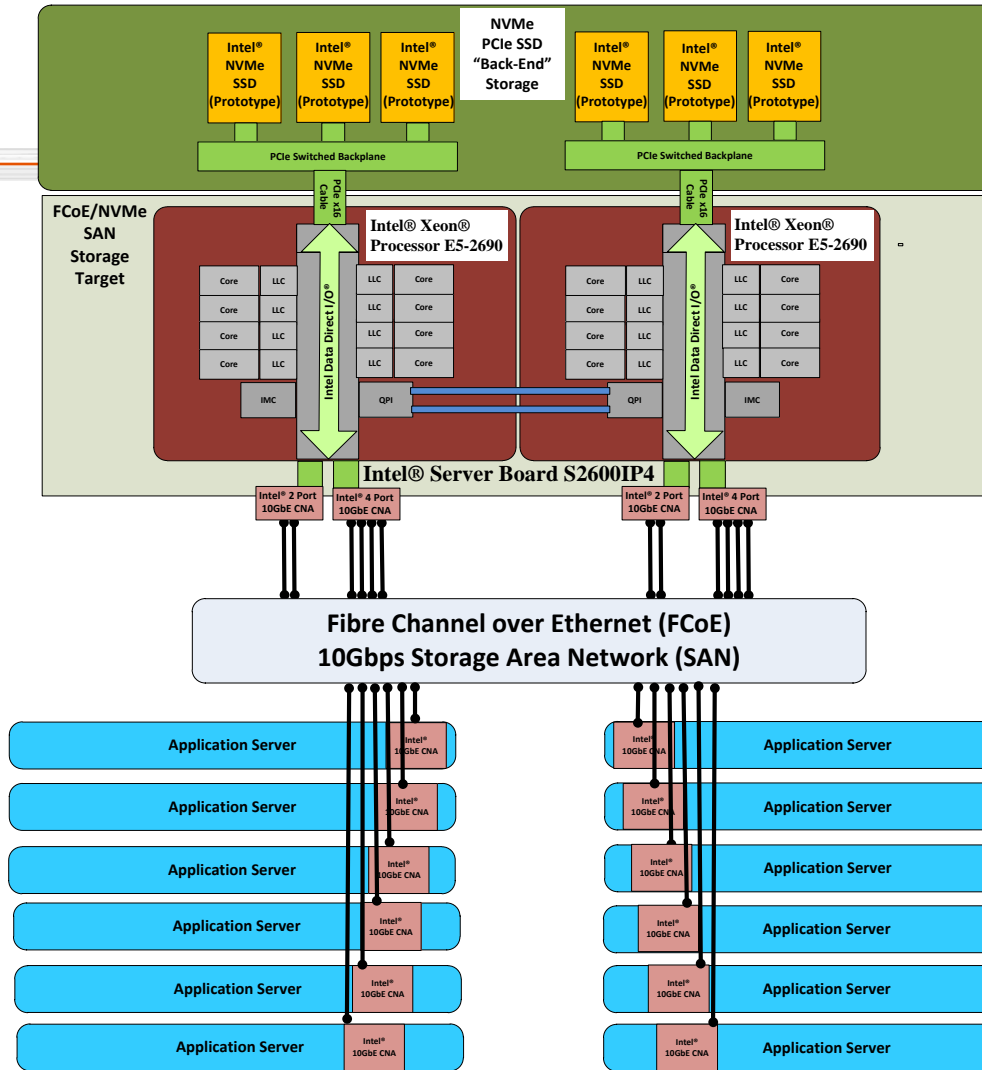 NVMe
PCIe SSD
“Back-End”
Storage
Intel®
NVMe
SSD
(Prototype)
Intel®
NVMe
SSD
(Prototype)
Intel®
NVMe
SSD
(Prototype)
Intel®
NVMe
SSD
(Prototype)
Intel®
NVMe
SSD
(Prototype)
Intel®
NVMe
SSD
(Prototype)
PCIe Switched Backplane
PCIe Switched Backplane
PCIe x16
Cable
PCIe x16
Cable
FCoE/NVMe
SAN
Storage
Target
Intel® Xeon®
Processor E5-2690
Intel® Xeon®
Processor E5-2690
Core LLC LLC Core
Core LLC LLC Core
Core LLC LLC Core
Core LLC LLC Core
IMC QPI
Intel Data Direct I/O®
Core LLC LLC Core
Core LLC LLC Core
Core LLC LLC Core
Core LLC LLC Core
QPI IMC
Intel Data Direct I/O®
Intel® Server Board S2600IP4
Intel® 2 Port
10GbE CNA
Intel® 4 Port
10GbE CNA
Intel® 2 Port
10GbE CNA
Intel® 4 Port
10GbE CNA
Fibre Channel over Ethernet (FCoE)
10Gbps Storage Area Network (SAN)
Application Server
Intel®
10GbE CNA
Intel®
10GbE CNA
Application Server
Application Server
Intel®
10GbE CNA
Intel®
10GbE CNA
Application Server
Application Server
Intel®
10GbE CNA
Intel®
10GbE CNA
Application Server
Application Server
Intel®
10GbE CNA
Intel®
10GbE CNA
Application Server
Application Server
Intel®
10GbE CNA
Intel®
10GbE CNA
Application Server
Application Server
Intel®
10GbE CNA
Intel®
10GbE CNA
Application Server